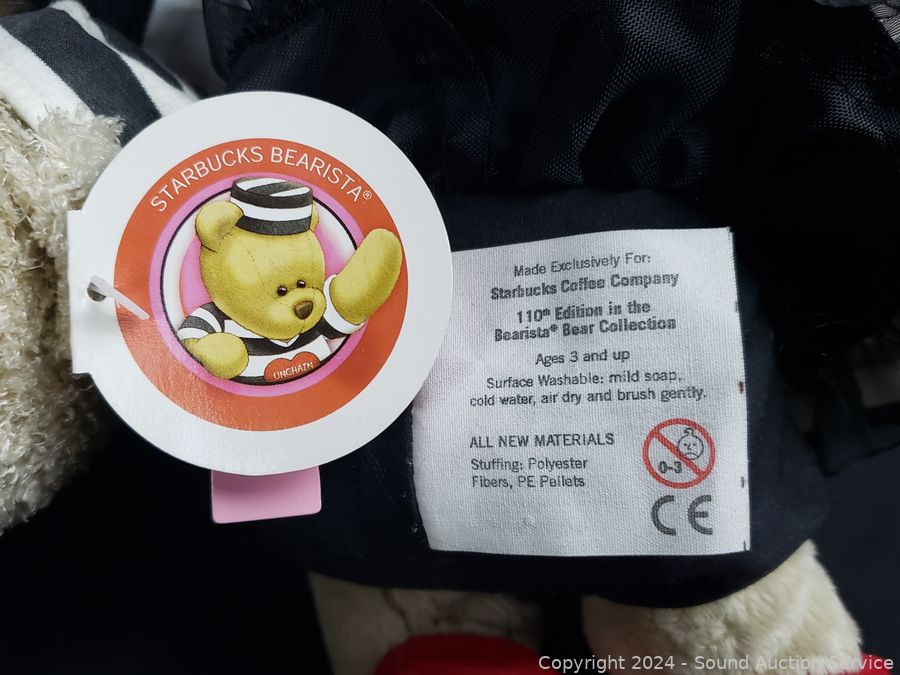 STARBUCKS BEARISTA®
UNCHAIN
Made Exclusively For:
Starbucks Coffee Company
110th Edition in the
Bearista® Bear Collection
Ages 3 and up
Surface Washable: mild soap,
cold water, air dry and brush gently.
ALL NEW MATERIALS
Stuffing: Polyester
Fibers, PE Pellets
0-3
CE
Copyright 2024 - Sound Auction Service